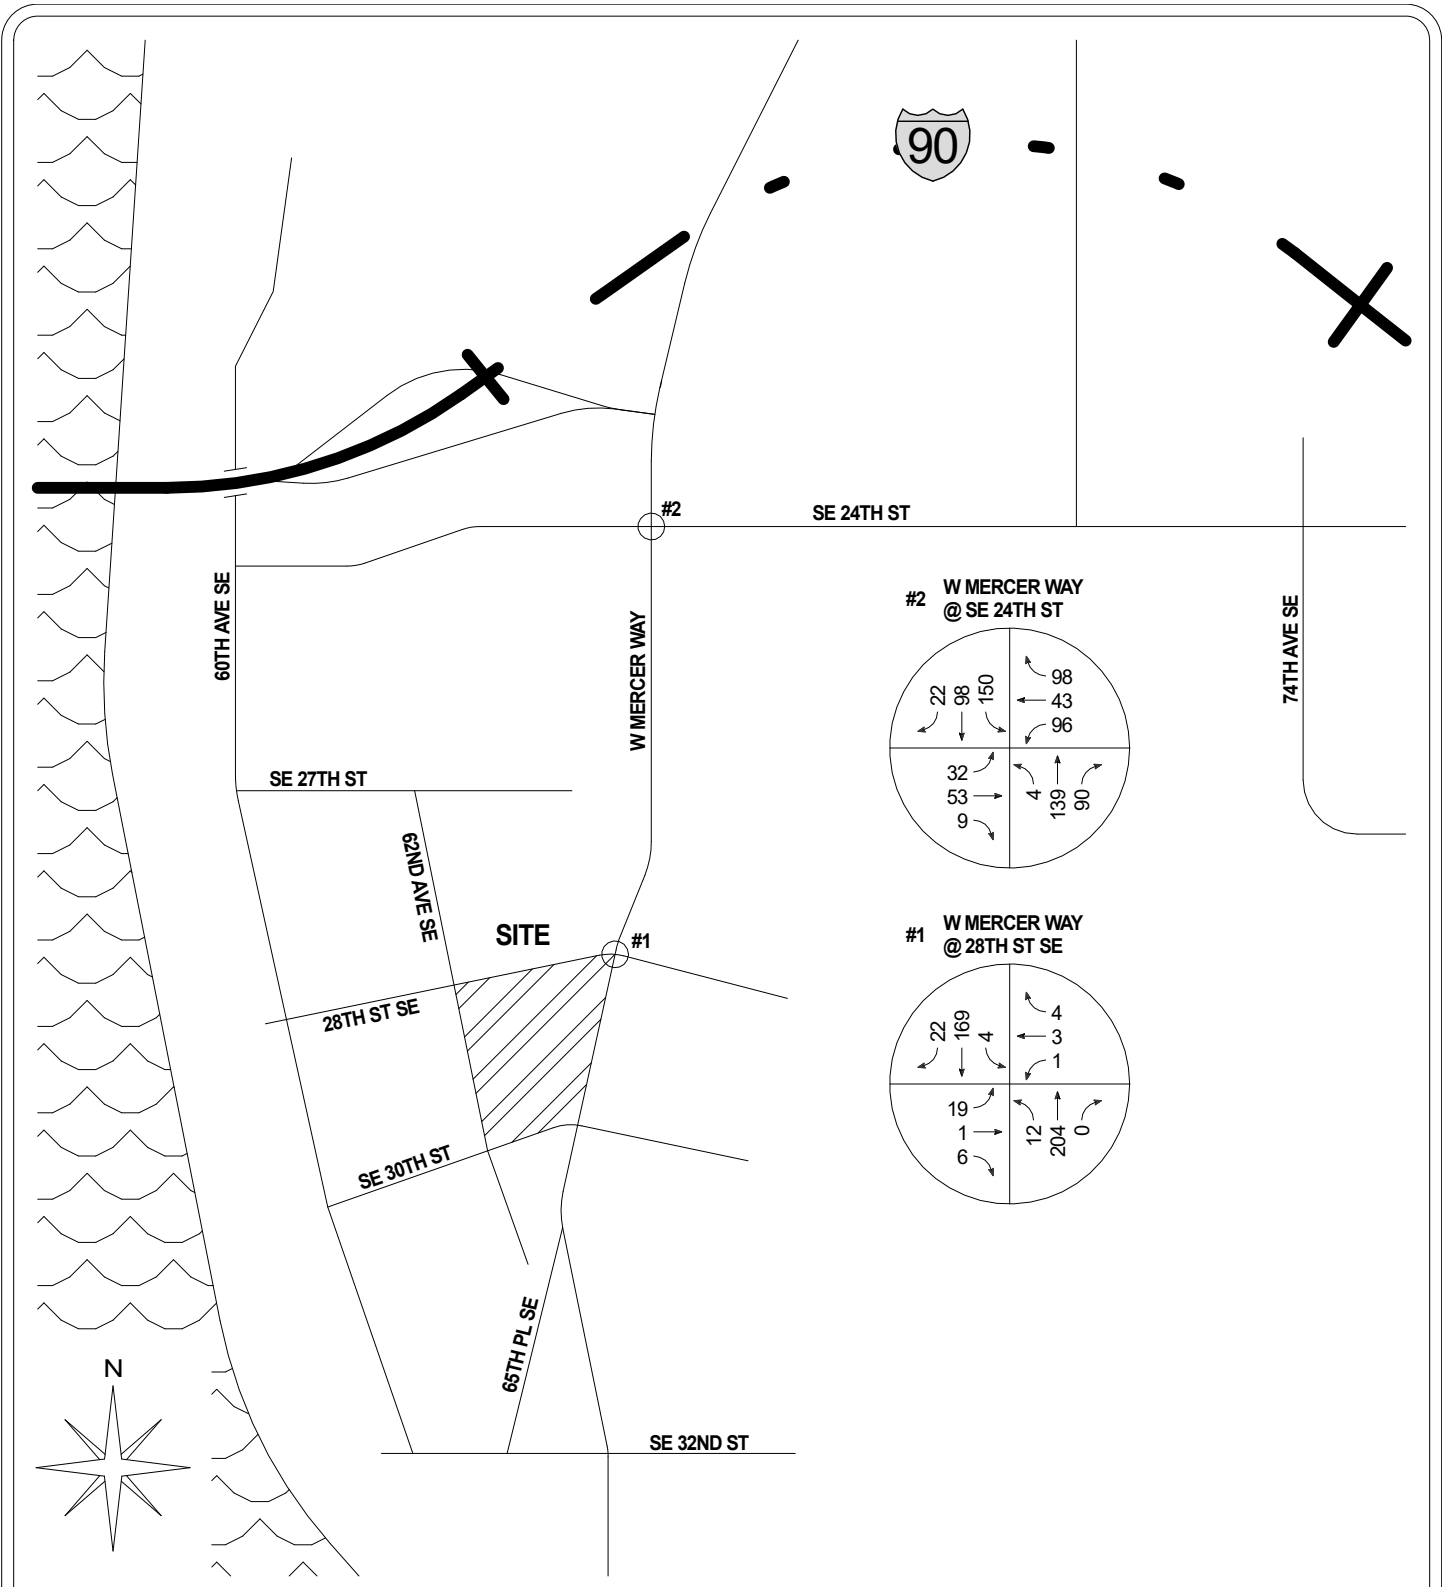 90
#2
SE 24TH ST
60TH AVE SE
W MERCER WAY
74TH AVE SE
#2 W MERCER WAY
@ SE 24TH ST
22 98 150
98
43
96
32
53
9
4 139 90
SE 27TH ST
62ND AVE SE
SITE
#1
28TH ST SE
#1 W MERCER WAY
@ 28TH ST SE
22 169 4
4
3
1
19
1
6
12 204 0
SE 30TH ST
65TH PL SE
N
SE 32ND ST